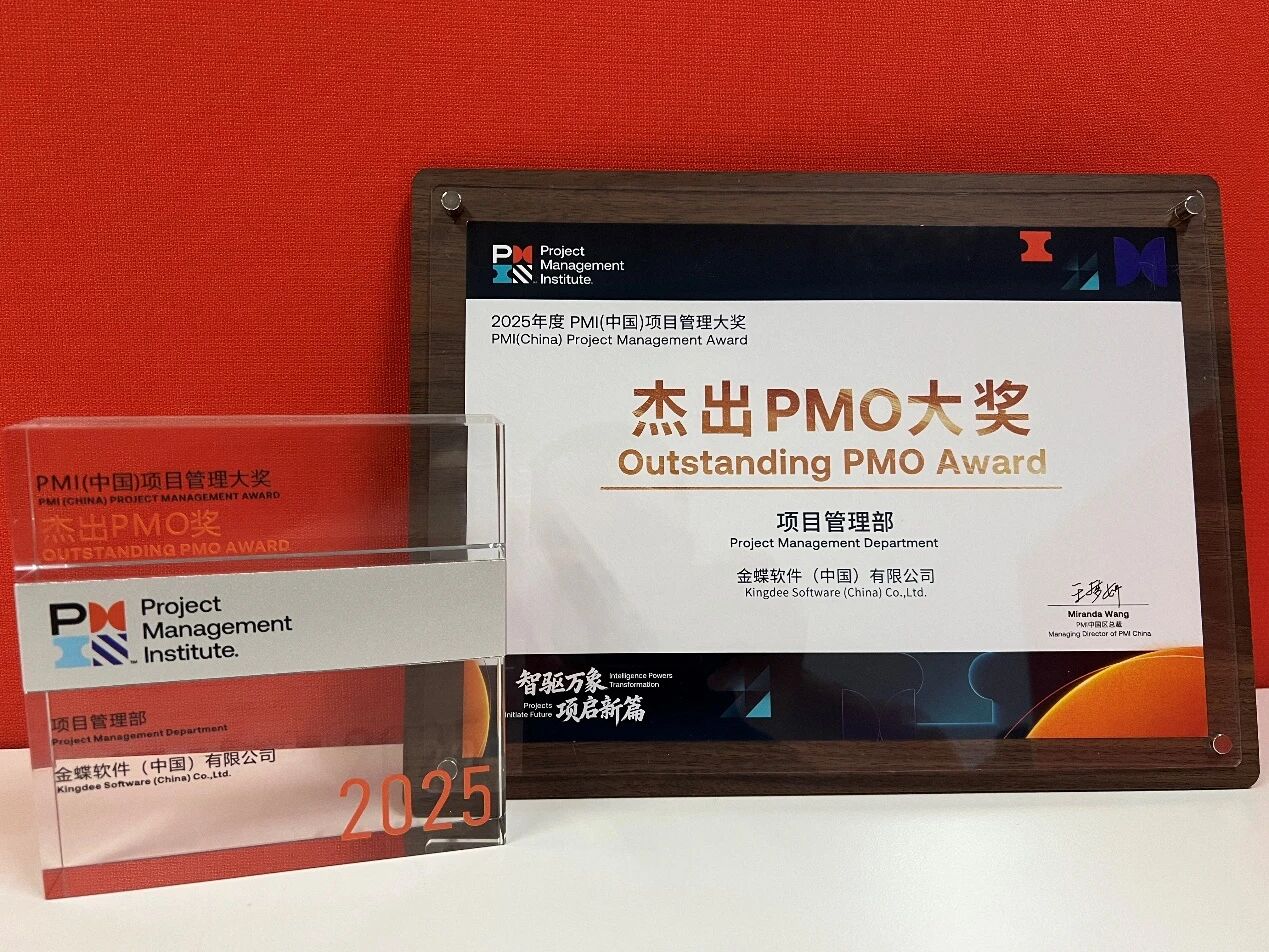 PMI(中国)项目管理大奖
PMI (CHINA) PROJECT MANAGEMENT AWARD
杰出PMO奖
OUTSTANDING PMO AWARD
PM
Project
Management
Institute.
项目管理部
Project Management Department
金蝶软件（中国）有限公司
Kingdee Software (China) Co.,Ltd.
2025
PM
Project
Management
Institute.
2025年度 PMI(中国)项目管理大奖
PMI(China) Project Management Award
杰出PMO大奖
Outstanding PMO Award
项目管理部
Project Management Department
金蝶软件（中国）有限公司
Kingdee Software (China) Co.,Ltd.
王梦妍
Miranda Wang
PMI中国区总裁
Managing Director of PMI China
智驱万象
Intelligence Powers
Transformation
Projects
Initiate Future
项启新篇